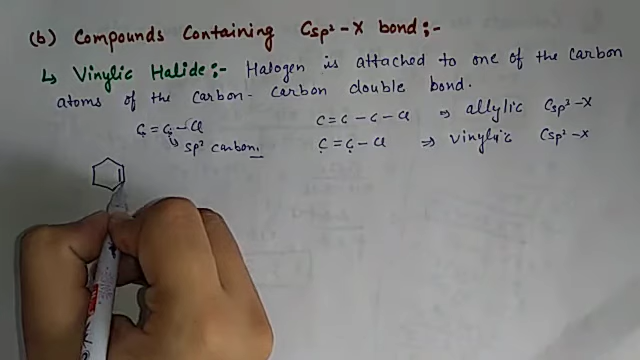 (b) Compounds Containing Csp²-X bond:-
↳ Vinylic Halide:- Halogen is attached to one of the carbon
atoms of the carbon-carbon double bond.
C=C-Cl
sp² carbon.
C=C-C-Cl ⇒ allylic Csp²-X
C=C-Cl ⇒ vinylic Csp²-X